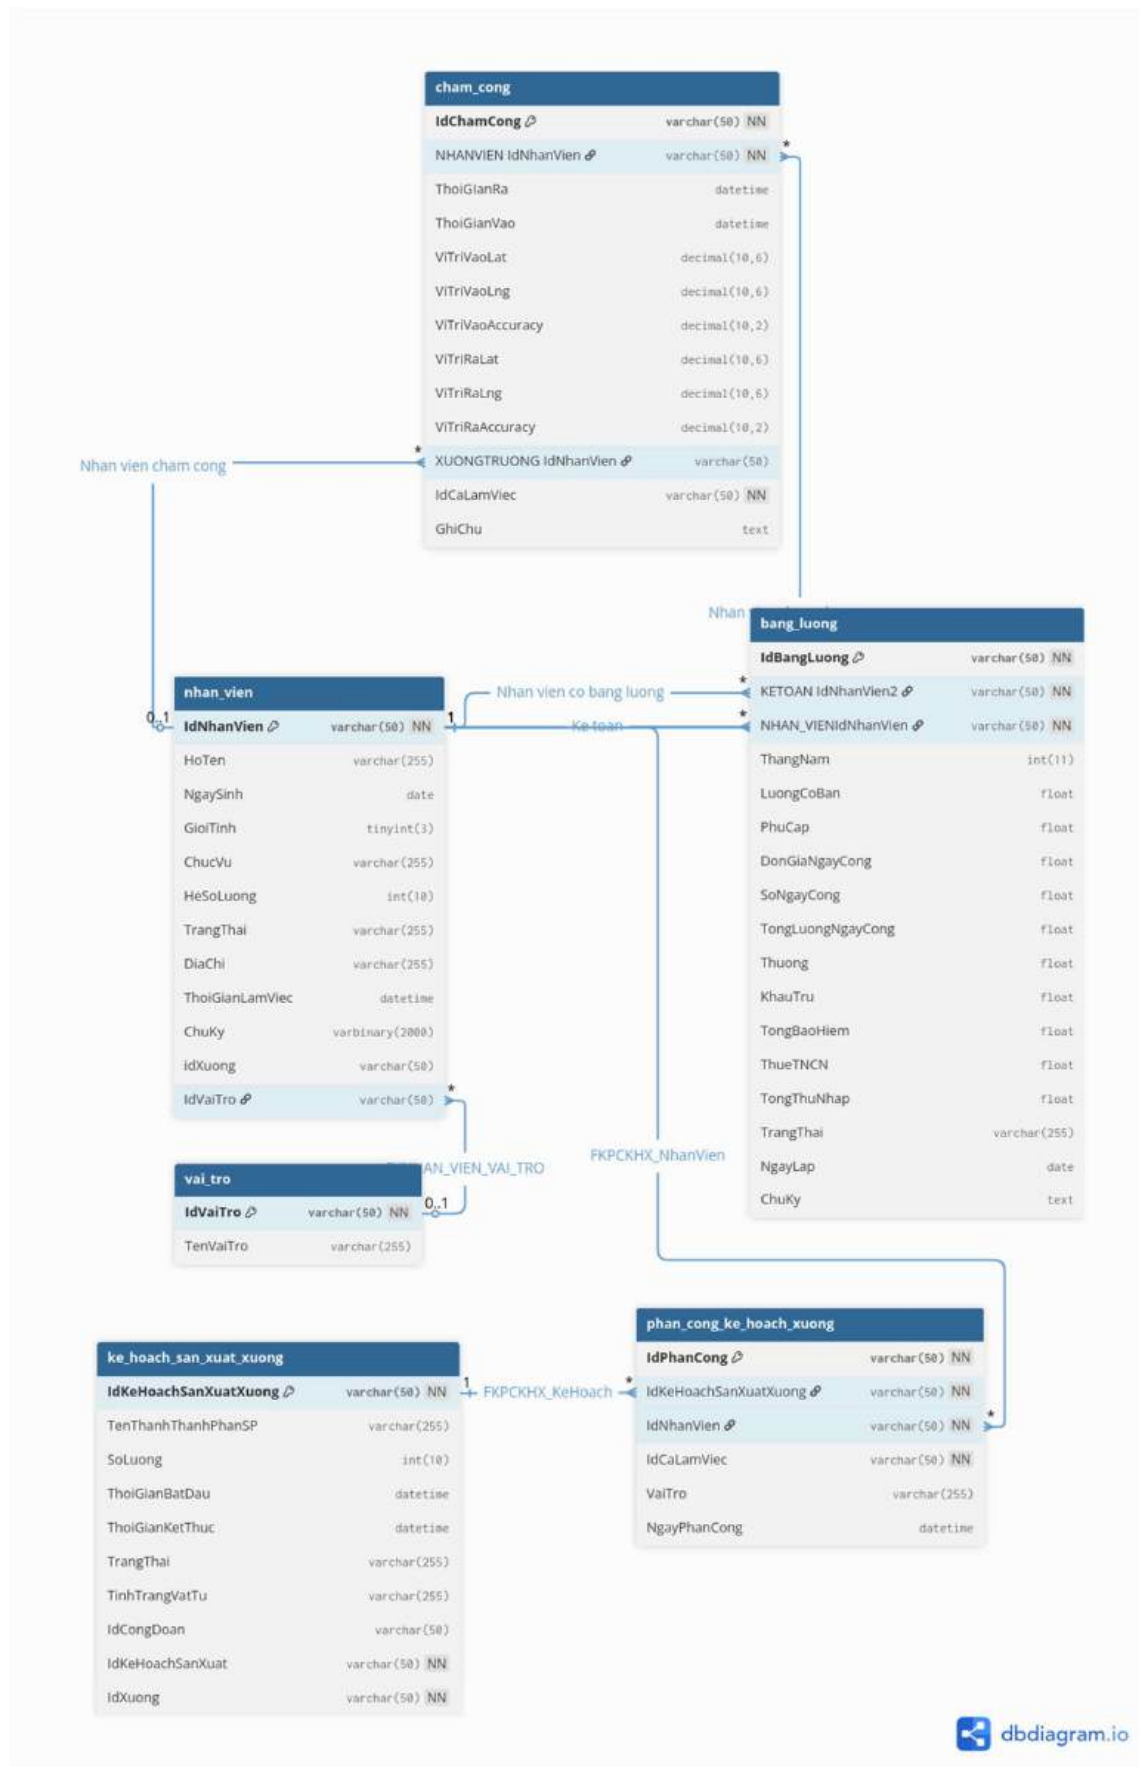 cham_cong
IdChamCong varchar(50) NN
*
NHANVIEN IdNhanVien varchar(50) NN
ThoiGianRa datetime
ThoiGianVao datetime
ViTriVaoLat decimal(10,6)
ViTriVaoLng decimal(10,6)
ViTriVaoAccuracy decimal(10,2)
ViTriRaLat decimal(10,6)
ViTriRaLng decimal(10,6)
ViTriRaAccuracy decimal(10,2)
*
Nhan vien cham cong
XUONGTRUONG IdNhanVien varchar(50)
IdCaLamViec varchar(50) NN
GhiChu text
Nhan
bang_luong
IdBangLuong varchar(50) NN
*
Nhan vien co bang luong
KETOAN IdNhanVien2 varchar(50) NN
*
Ke toan
NHAN_VIENIdNhanVien varchar(50) NN
ThangNam int(11)
LuongCoBan float
PhuCap float
DonGiaNgayCong float
SoNgayCong float
TongLuongNgayCong float
Thuong float
KhauTru float
TongBaoHiem float
ThueTNCN float
TongThuNhap float
TrangThai varchar(255)
NgayLap date
ChuKy text
nhan_vien
0..1
IdNhanVien varchar(50) NN
1
HoTen varchar(255)
NgaySinh date
GioiTinh tinyint(3)
ChucVu varchar(255)
HeSoLuong int(10)
TrangThai varchar(255)
DiaChi varchar(255)
ThoiGianLamViec datetime
ChuKy varbinary(2000)
idXuong varchar(50)
*
IdVaiTro varchar(50)
FKPCKHX_NhanVien
AN_VIEN_VAI_TRO
vai_tro
0..1
IdVaiTro varchar(50) NN
TenVaiTro varchar(255)
phan_cong_ke_hoach_xuong
IdPhanCong varchar(50) NN
1
FKPCKHX_KeHoach
*
IdKeHoachSanXuatXuong varchar(50) NN
*
IdNhanVien varchar(50) NN
IdCaLamViec varchar(50) NN
VaiTro varchar(255)
NgayPhanCong datetime
ke_hoach_san_xuat_xuong
IdKeHoachSanXuatXuong varchar(50) NN
TenThanhThanhPhanSP varchar(255)
SoLuong int(10)
ThoiGianBatDau datetime
ThoiGianKetThuc datetime
TrangThai varchar(255)
TinhTrangVatTu varchar(255)
IdCongDoan varchar(50)
IdKeHoachSanXuat varchar(50) NN
IdXuong varchar(50) NN
dbdiagram.io